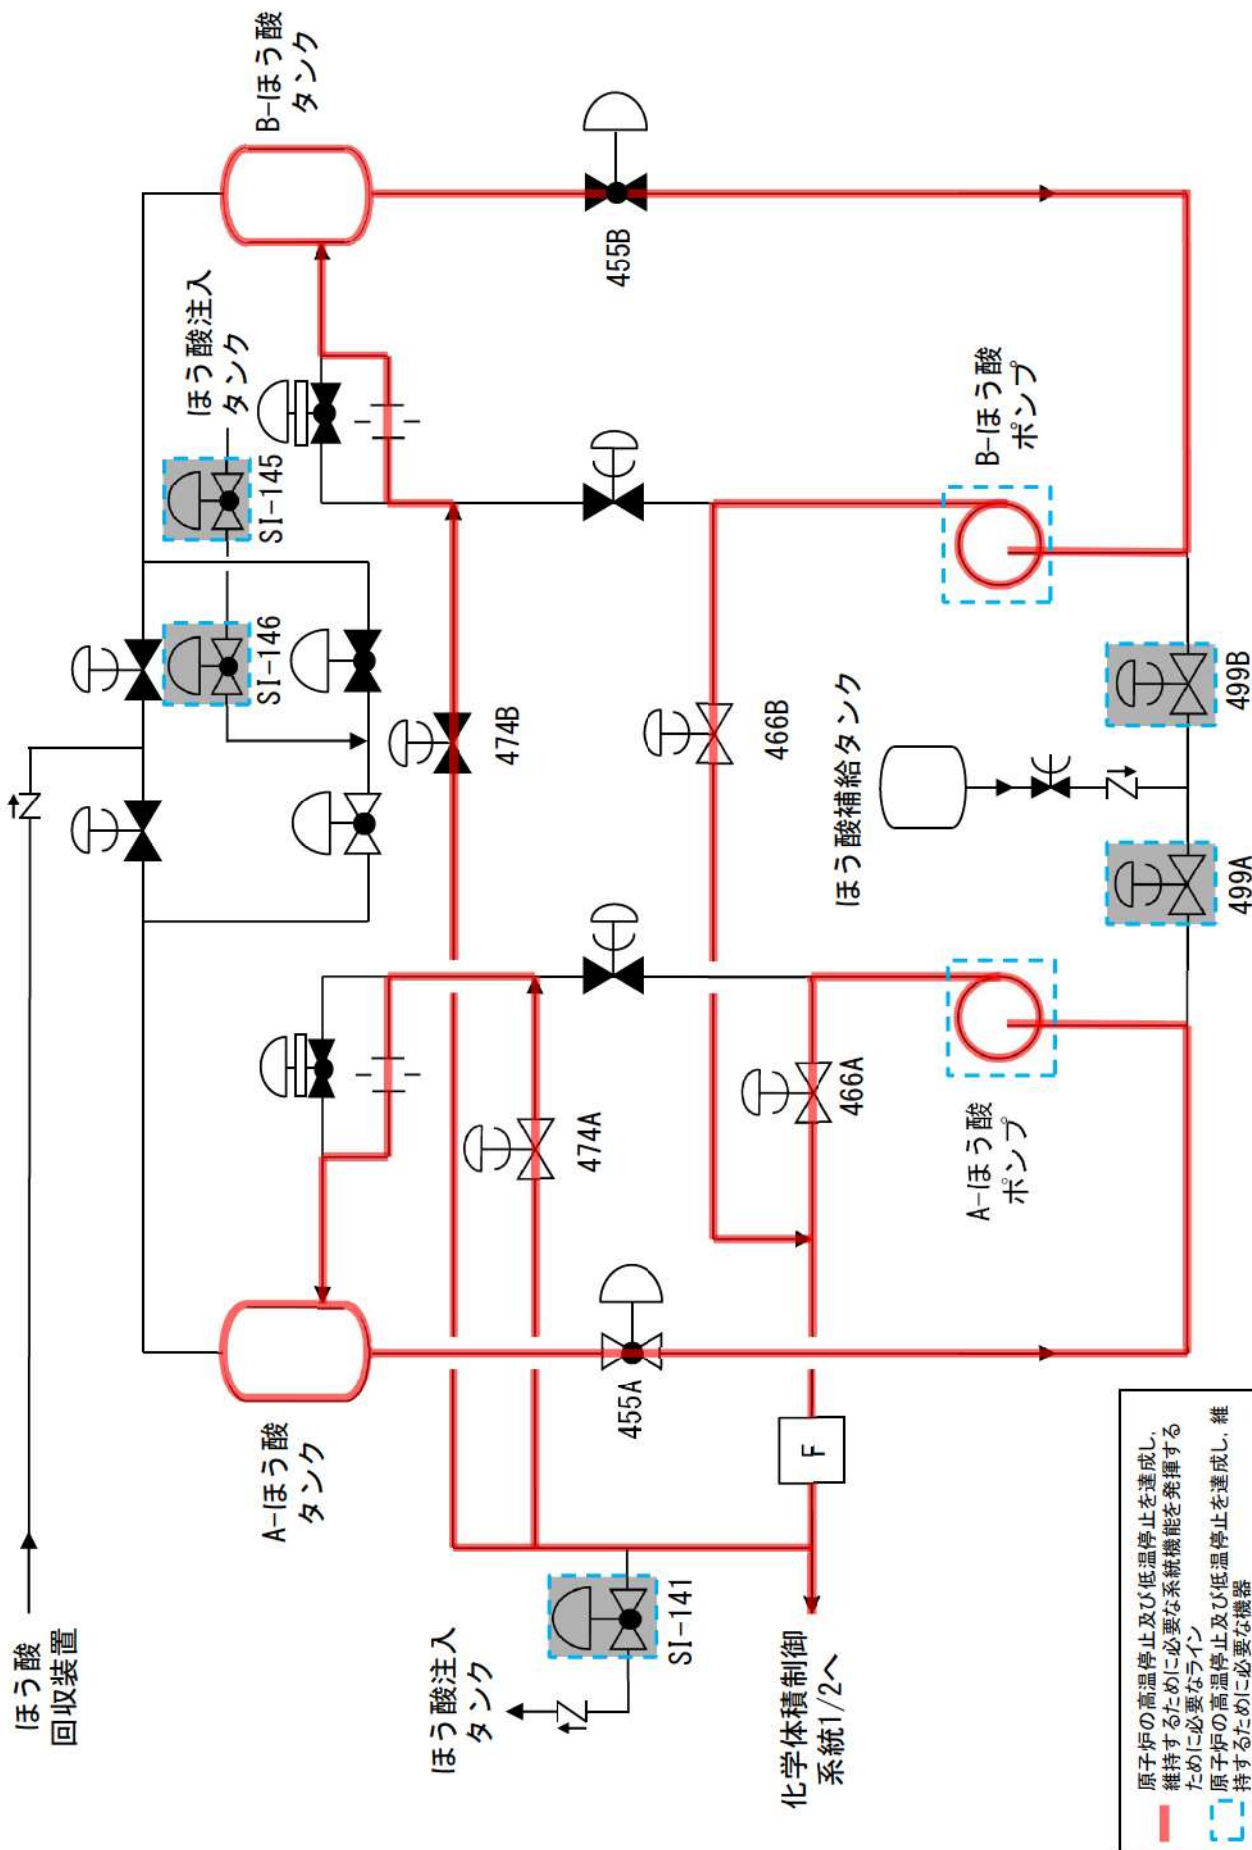 ほう酸
回収装置
A-ほう酸
タンク
B-ほう酸
タンク
ほう酸注入
タンク
SI-145
SI-146
474B
474A
455B
455A
466B
466A
ほう酸注入
タンク
SI-141
化学体積制御
系統1/2へ
F
ほう酸補給タンク
A-ほう酸
ポンプ
B-ほう酸
ポンプ
499A
499B
原子炉の高温停止及び低温停止を達成し、
維持するために必要な系統機能を発揮する
ために必要なライン
原子炉の高温停止及び低温停止を達成し、維
持するために必要な機器